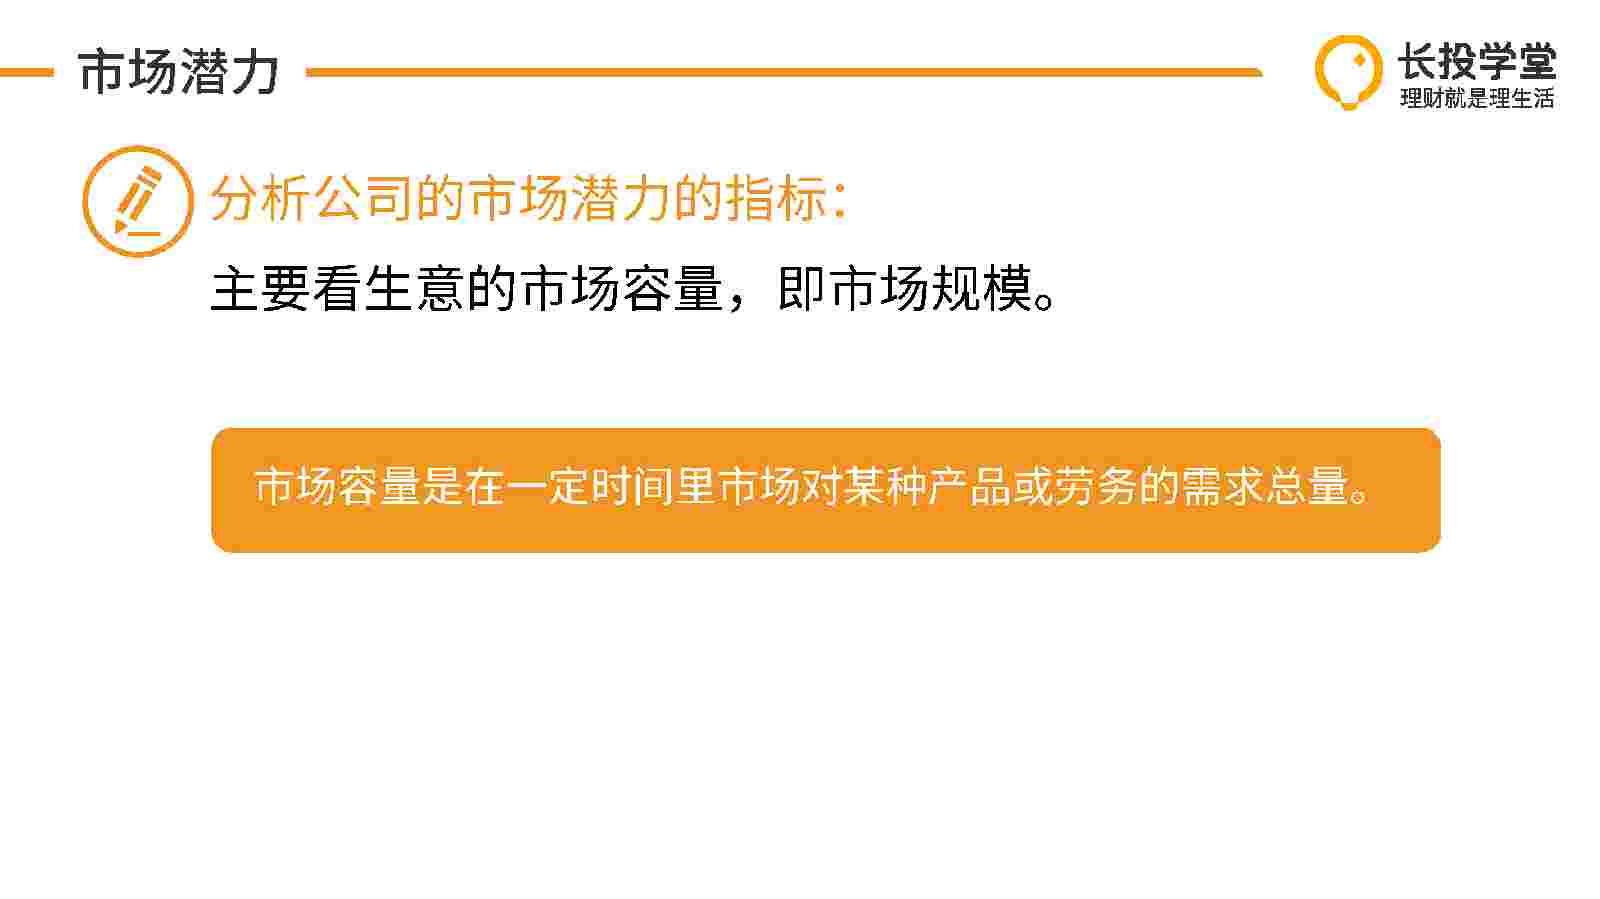 市场潜力
长投学堂
理财就是理生活
分析公司的市场潜力的指标：
主要看生意的市场容量，即市场规模。
市场容量是在一定时间里市场对某种产品或劳务的需求总量。